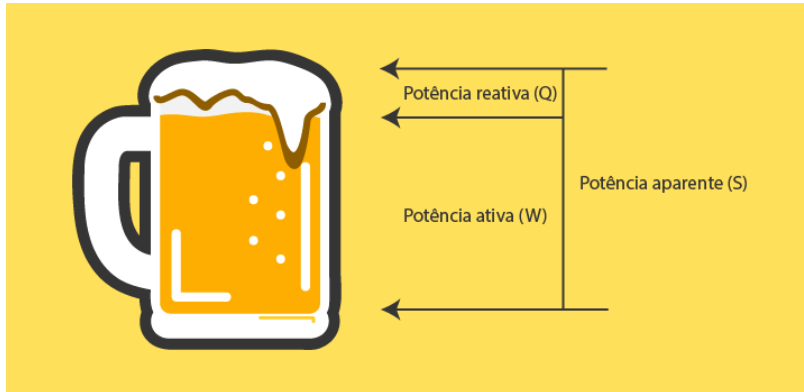 Potência reativa (Q)
Potência aparente (S)
Potência ativa (W)